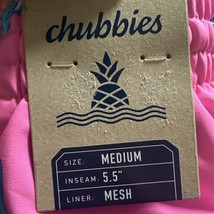 chubbies
SIZE: MEDIUM
INSEAM: 5.5"
LINER: MESH